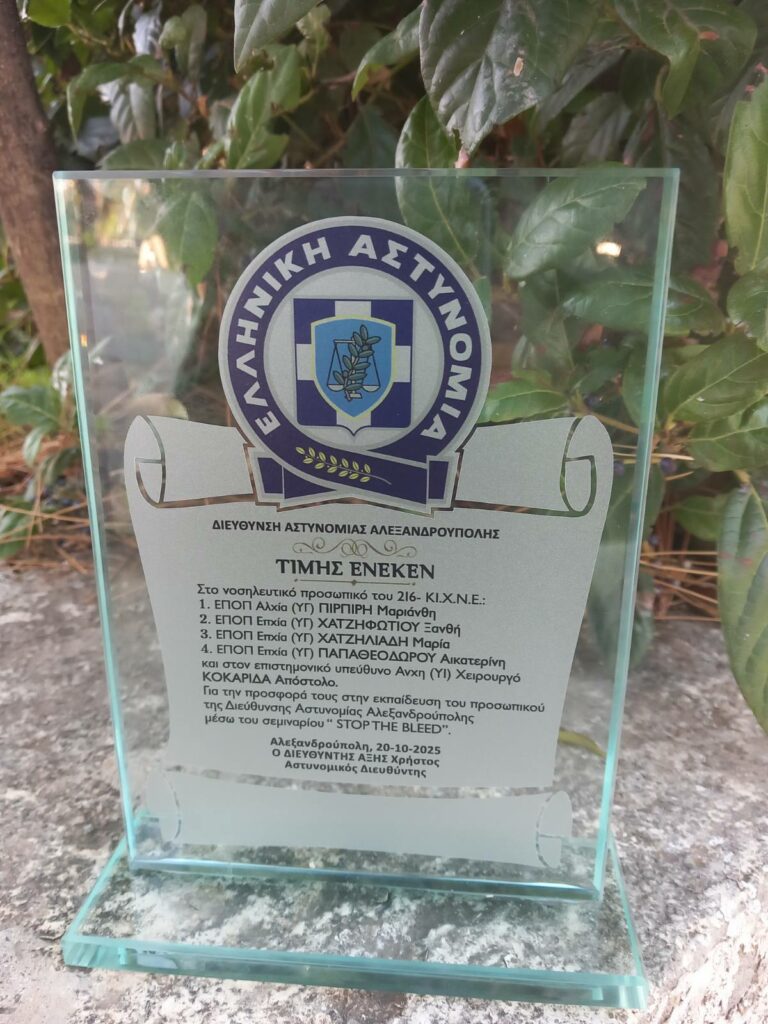 ΕΛΛΗΝΙΚΗ ΑΣΤΥΝΟΜΙΑ
ΔΙΕΥΘΥΝΣΗ ΑΣΤΥΝΟΜΙΑΣ ΑΛΕΞΑΝΔΡΟΥΠΟΛΗΣ
ΤΙΜΗΣ ΕΝΕΚΕΝ
Στο νοσηλευτικό προσωπικό του 216- ΚΙ.Χ.Ν.Ε.:
1. ΕΠΟΠ Αλχία (ΥΓ) ΠΙΡΠΙΡΗ Μαριάνθη
2. ΕΠΟΠ Επχία (ΥΓ) ΧΑΤΖΗΦΩΤΙΟΥ Ξανθή
3. ΕΠΟΠ Επχία (ΥΓ) ΧΑΤΖΗΛΙΑΔΗ Μαρία
4. ΕΠΟΠ Επχία (ΥΓ) ΠΑΠΑΘΕΟΔΩΡΟΥ Αικατερίνη
και στον επιστημονικό υπεύθυνο Ανχη (ΥΙ) Χειρουργό
ΚΟΚΑΡΙΔΑ Απόστολο.
Για την προσφορά τους στην εκπαίδευση του προσωπικού
της Διεύθυνσης Αστυνομίας Αλεξανδρούπολης
μέσω του σεμιναρίου “ STOP THE BLEED”.
Αλεξανδρούπολη, 20-10-2025
Ο ΔΙΕΥΘΥΝΤΗΣ ΑΞΗΣ Χρήστος
Αστυνομικός Διευθύντης